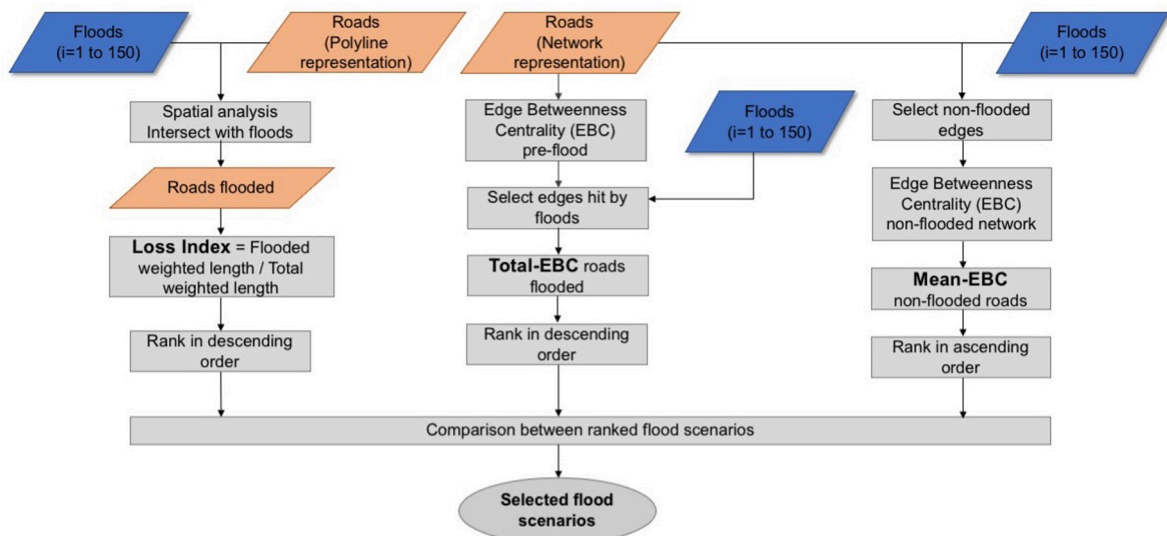 Floods
(i=1 to 150)
Roads
(Polyline
representation)
Roads
(Network
representation)
Floods
(i=1 to 150)
Spatial analysis
Intersect with floods
Roads flooded
Loss Index = Flooded
weighted length / Total
weighted length
Rank in descending
order
Edge Betweenness
Centrality (EBC)
pre-flood
Floods
(i=1 to 150)
Select edges hit by
floods
Total-EBC roads
flooded
Rank in descending
order
Select non-flooded
edges
Edge Betweenness
Centrality (EBC)
non-flooded network
Mean-EBC
non-flooded roads
Rank in ascending
order
Comparison between ranked flood scenarios
Selected flood
scenarios